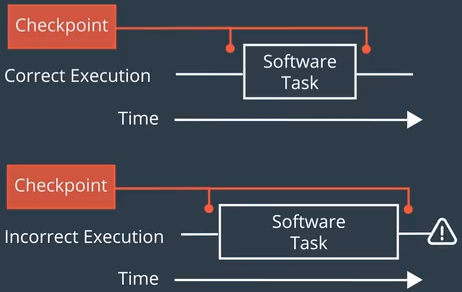 Checkpoint
Software
Task
Correct Execution
Time
Checkpoint
Software
Task
Incorrect Execution
Time